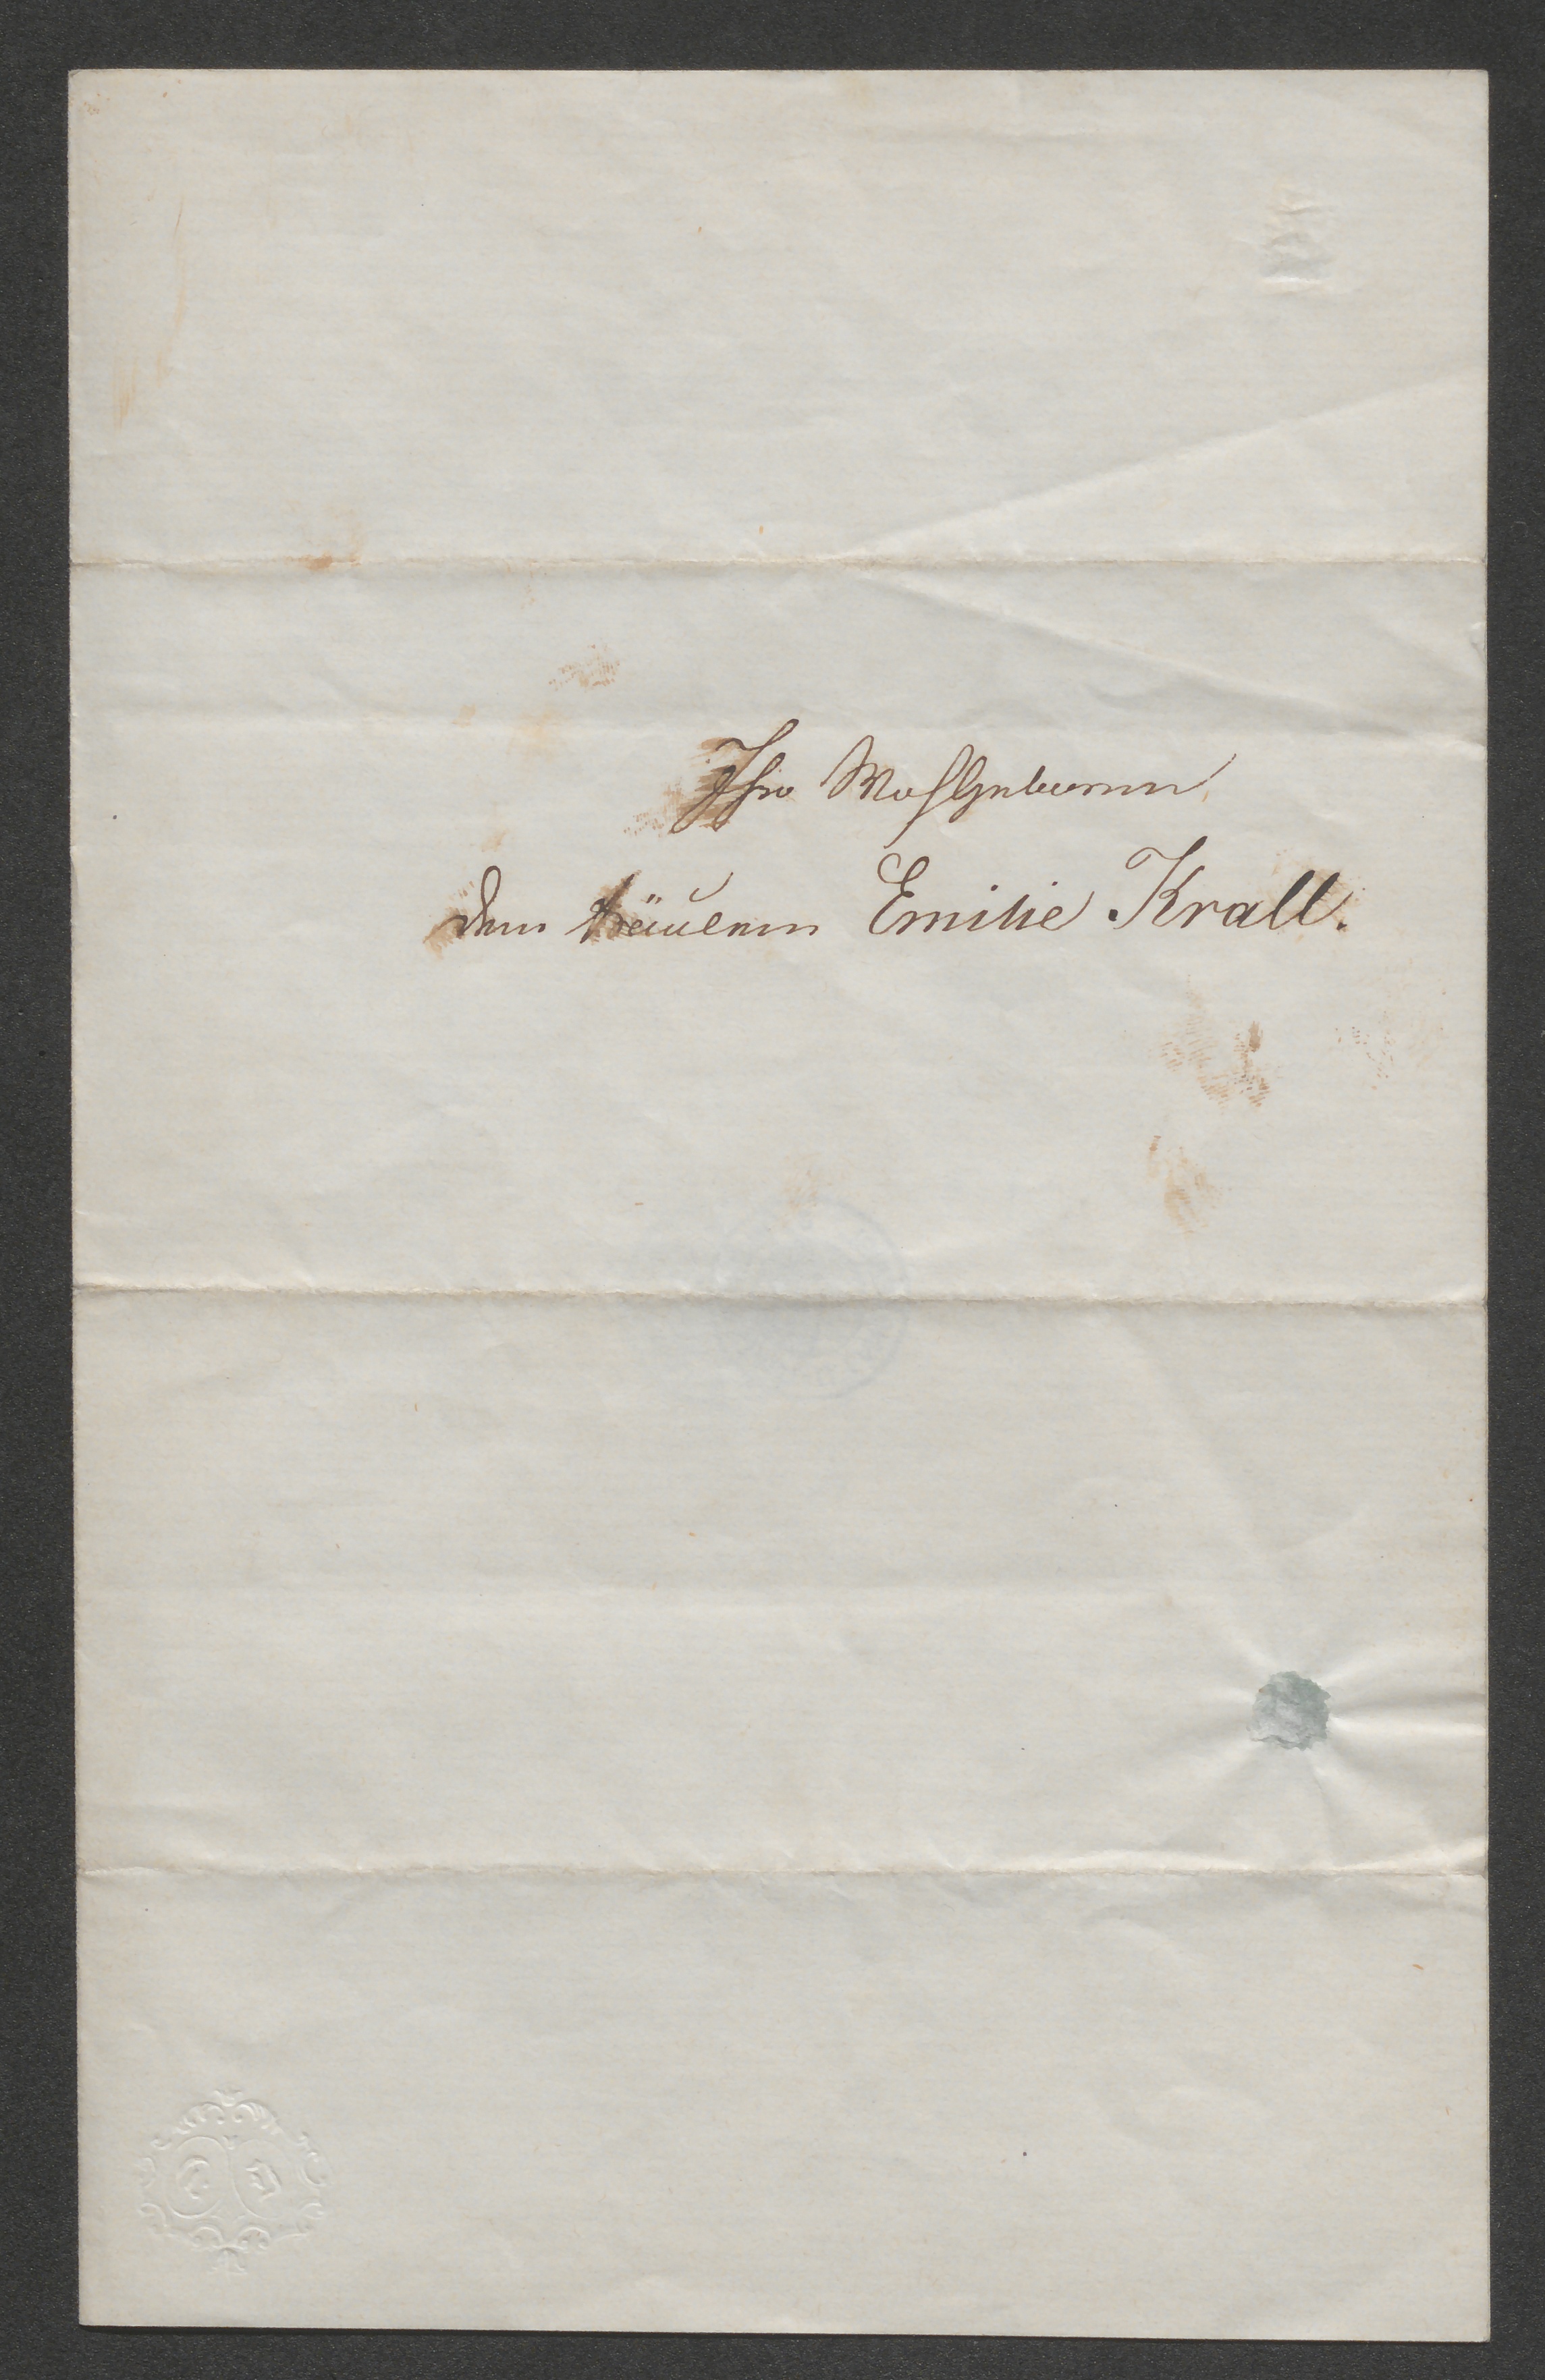 Ihro Wohlgeboren
dem Fräulein Emilie Krall.